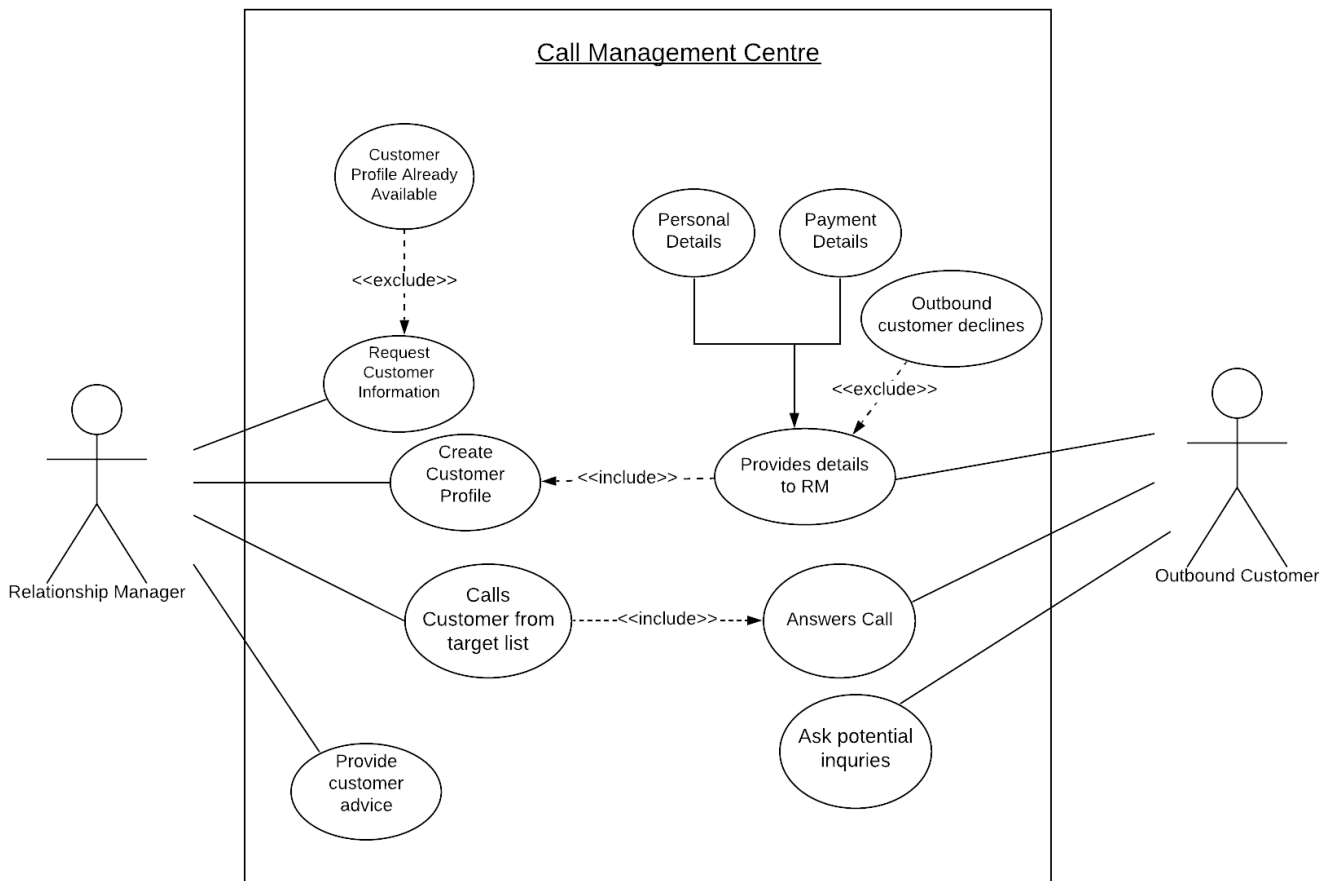 Call Management Centre
Customer
Profile Already
Available
<<exclude>>
Request
Customer
Information
Personal
Details
Payment
Details
Outbound
customer declines
<<exclude>>
Create
Customer
Profile
<<include>>
Provides details
to RM
Relationship Manager
Outbound Customer
Calls
Customer from
target list
<<include>>
Answers Call
Ask potential
inquries
Provide
customer
advice